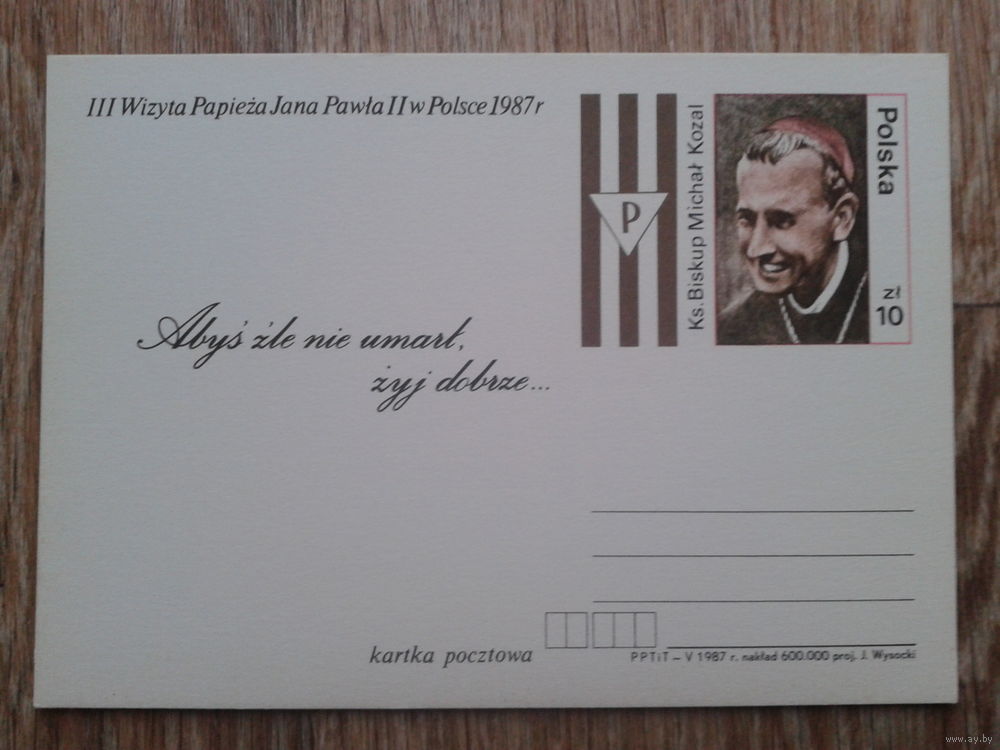 III Wizyta Papieża Jana Pawła II w Polsce 1987r
P
Ks. Biskup Michał Kozal
Polska
zł
10
Abyś źle nie umarł,
żyj dobrze...
kartka pocztowa
PPTiT – V 1987 r. nakład 600.000 proj. J. Wysocki
www.ay.by